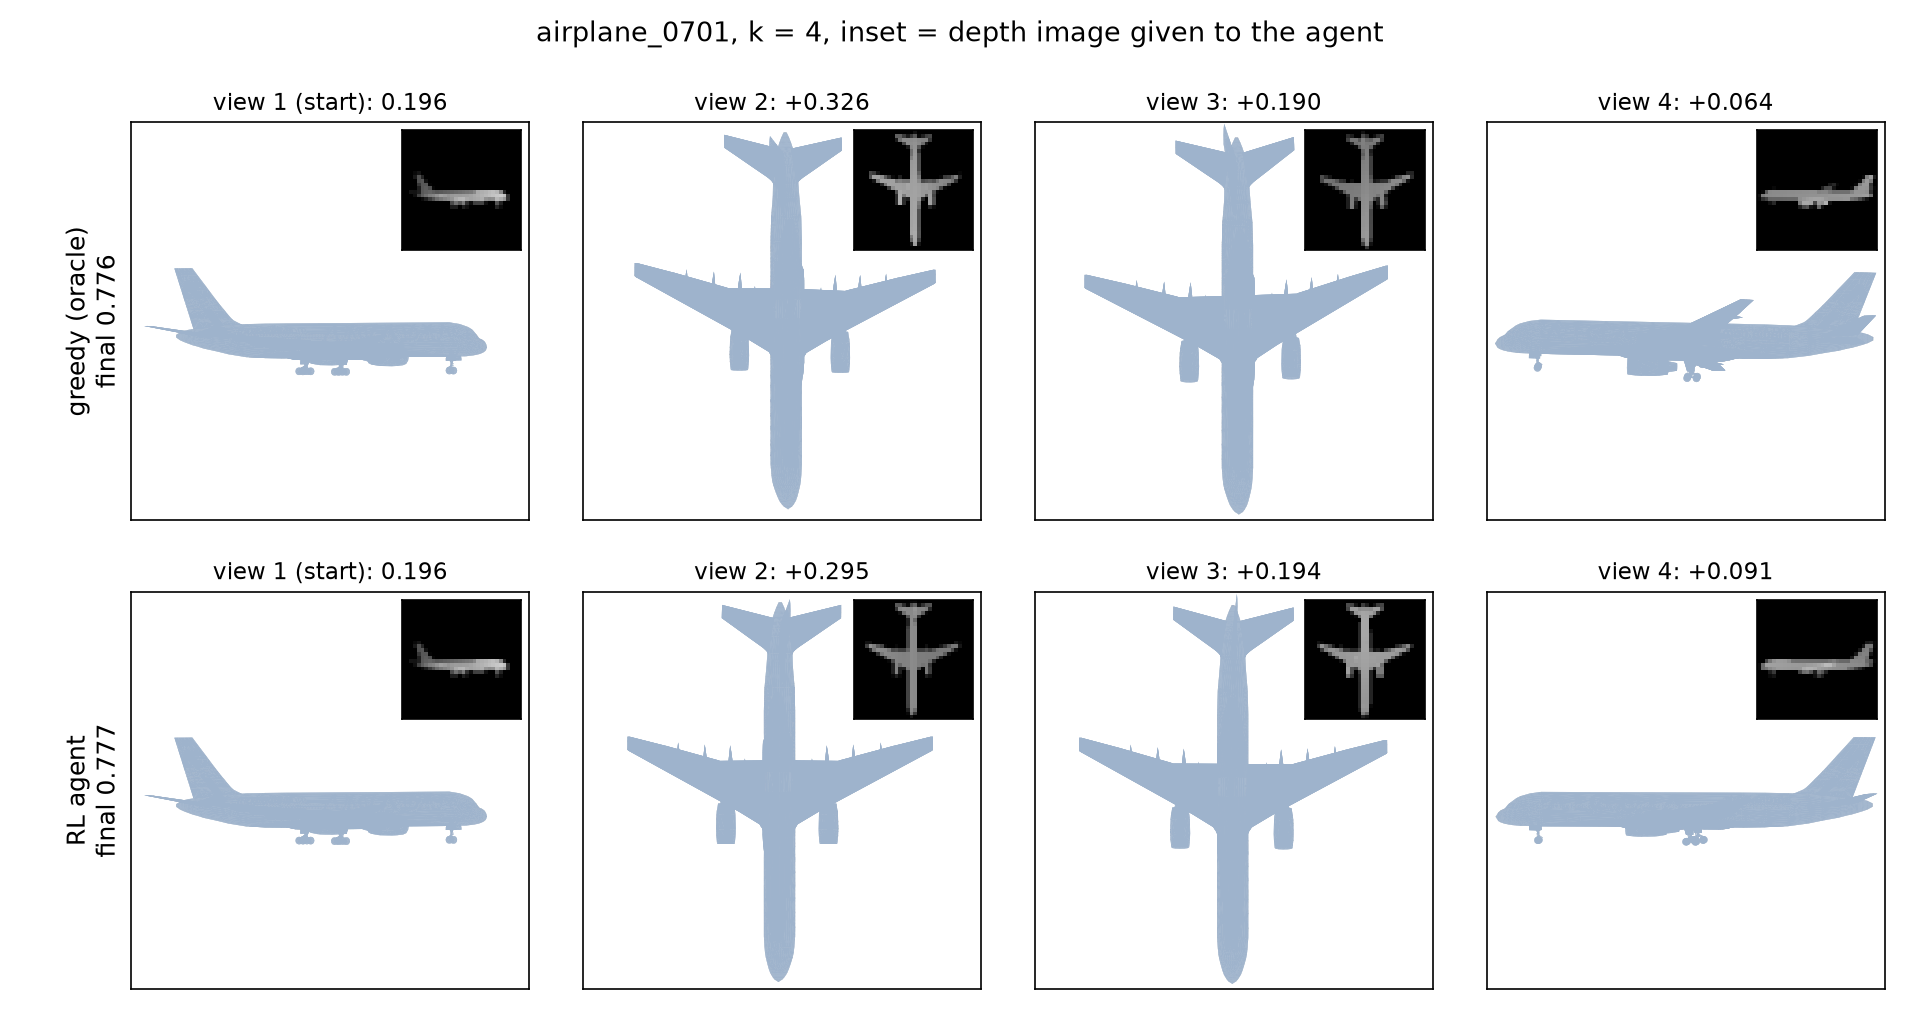 airplane_0701, k = 4, inset = depth image given to the agent
greedy (oracle)
final 0.776
view 1 (start): 0.196
view 2: +0.326
view 3: +0.190
view 4: +0.064
RL agent
final 0.777
view 1 (start): 0.196
view 2: +0.295
view 3: +0.194
view 4: +0.091